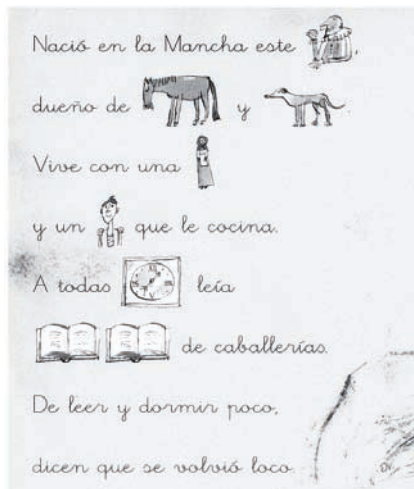 Nació en la Mancha este ,
dueño de y
Vive con una
y un que le cocina.
A todas leía
de caballerías.
De leer y dormir poco,
dicen que se volvió loco.